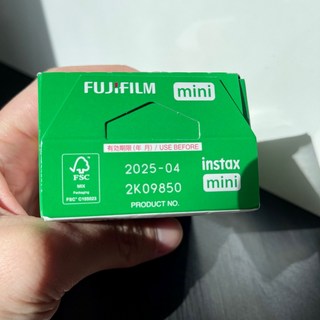 FUJIFILM mini
有効期限(年 月) / USE BEFORE
2025-04
instax mini
2K09850
PRODUCT NO.
FSC
MIX
Packaging
FSC® C105003